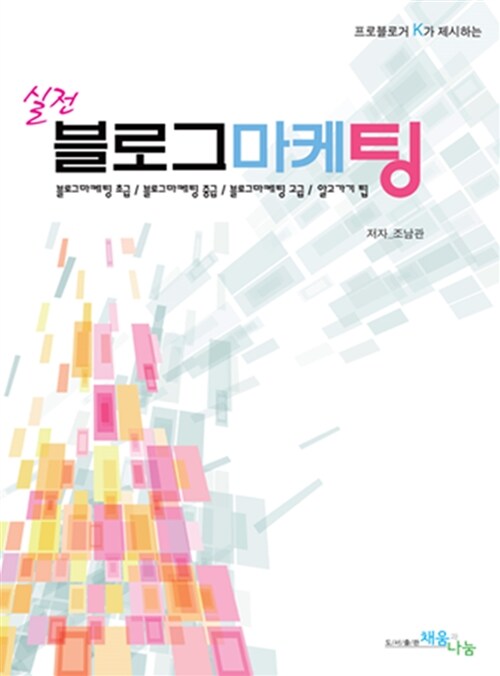 프로블로거 K가 제시하는
실전
블로그마케팅
블로그마케팅 초급 / 블로그마케팅 중급 / 블로그마케팅 고급 / 알고가기 팁
저자_조남관
도서출판 채움과
나눔